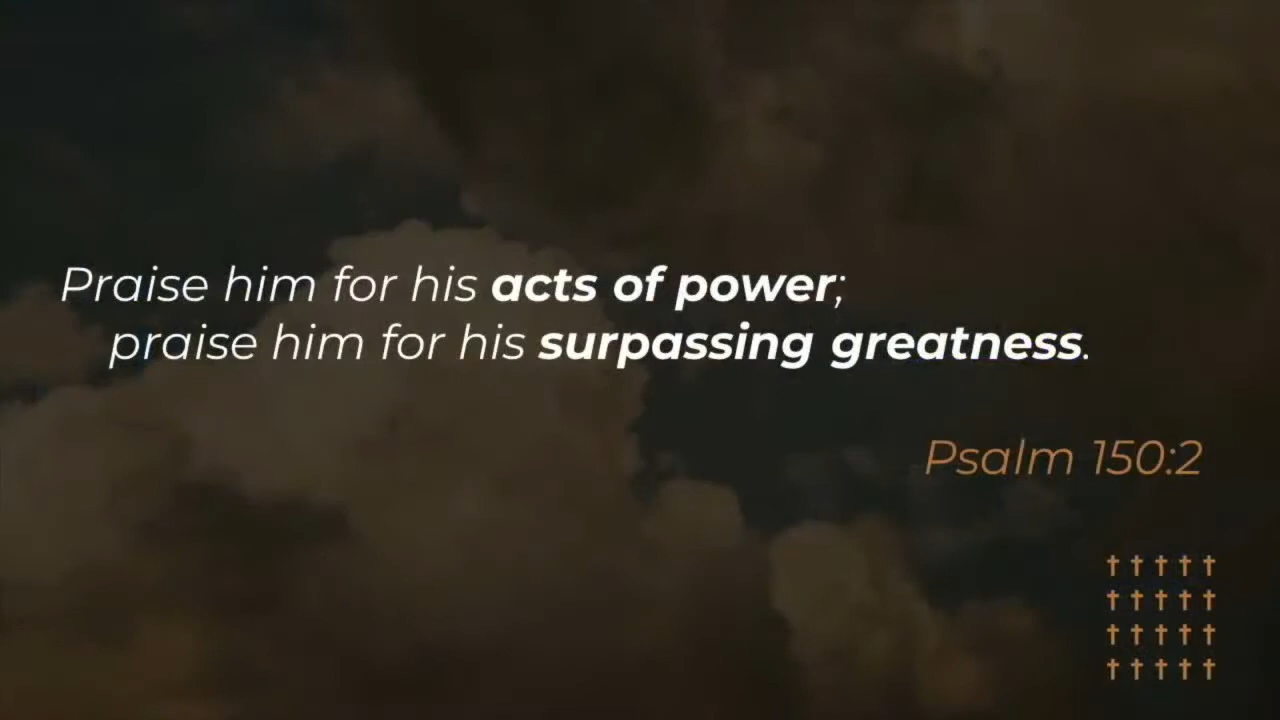 Praise him for his acts of power;
praise him for his surpassing greatness.
Psalm 150:2